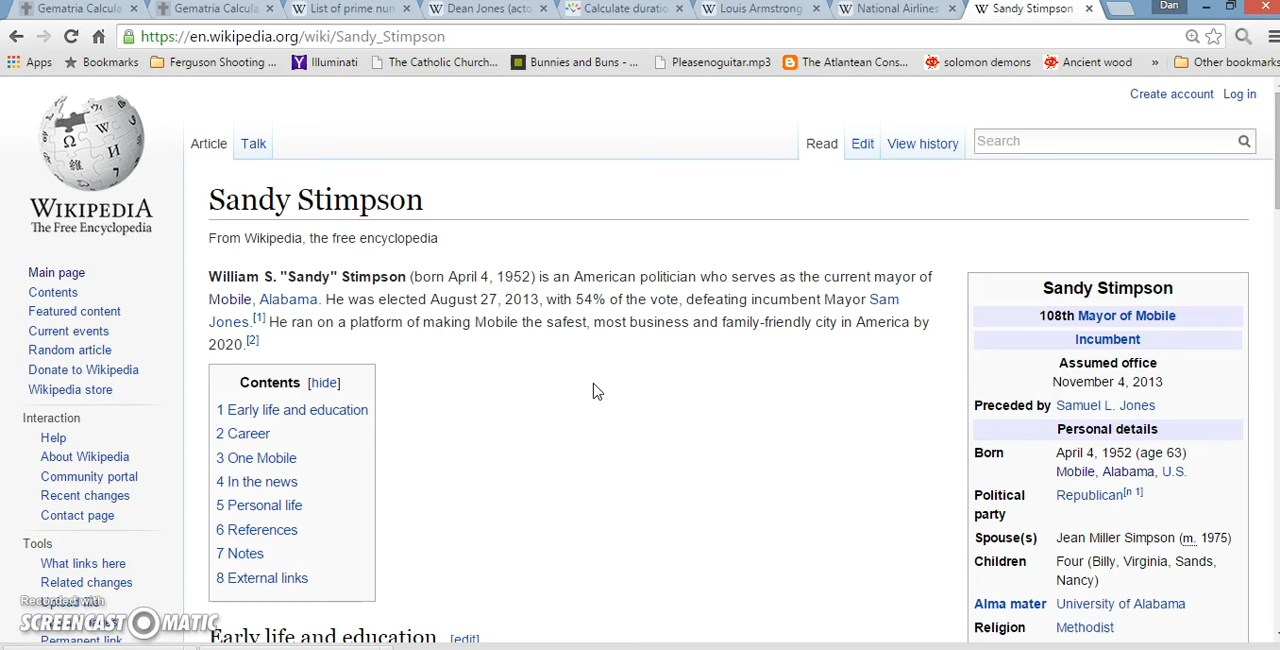 Gematria Calcula
Gematria Calcula
List of prime nun
Dean Jones (acto
Calculate duratio
Louis Armstrong
National Airlines
Sandy Stimpson
Dan
https://en.wikipedia.org/wiki/Sandy_Stimpson
Apps
Bookmarks
Ferguson Shooting ...
Illuminati
The Catholic Church...
Bunnies and Buns - ...
Pleasenoguitar.mp3
The Atlantean Cons...
solomon demons
Ancient wood
»
Other bookmarks
Create account Log in
WIKIPEDIA
The Free Encyclopedia
Article Talk
Read Edit View history
Search
Sandy Stimpson
From Wikipedia, the free encyclopedia
William S. "Sandy" Stimpson (born April 4, 1952) is an American politician who serves as the current mayor of
Mobile, Alabama. He was elected August 27, 2013, with 54% of the vote, defeating incumbent Mayor Sam
Jones.[1] He ran on a platform of making Mobile the safest, most business and family-friendly city in America by
2020.[2]
Contents [hide]
1 Early life and education
2 Career
3 One Mobile
4 In the news
5 Personal life
6 References
7 Notes
8 External links
Early life and education [edit]
Sandy Stimpson
108th Mayor of Mobile
Incumbent
Assumed office
November 4, 2013
Preceded by Samuel L. Jones
Personal details
Born April 4, 1952 (age 63)
Mobile, Alabama, U.S.
Political Republican[n 1]
party
Spouse(s) Jean Miller Simpson (m. 1975)
Children Four (Billy, Virginia, Sands,
Nancy)
Alma mater University of Alabama
Religion Methodist
Main page
Contents
Featured content
Current events
Random article
Donate to Wikipedia
Wikipedia store
Interaction
Help
About Wikipedia
Community portal
Recent changes
Contact page
Tools
What links here
Related changes
Upload file
Permanent link
Recorded with
SCREENCAST-O-MATIC